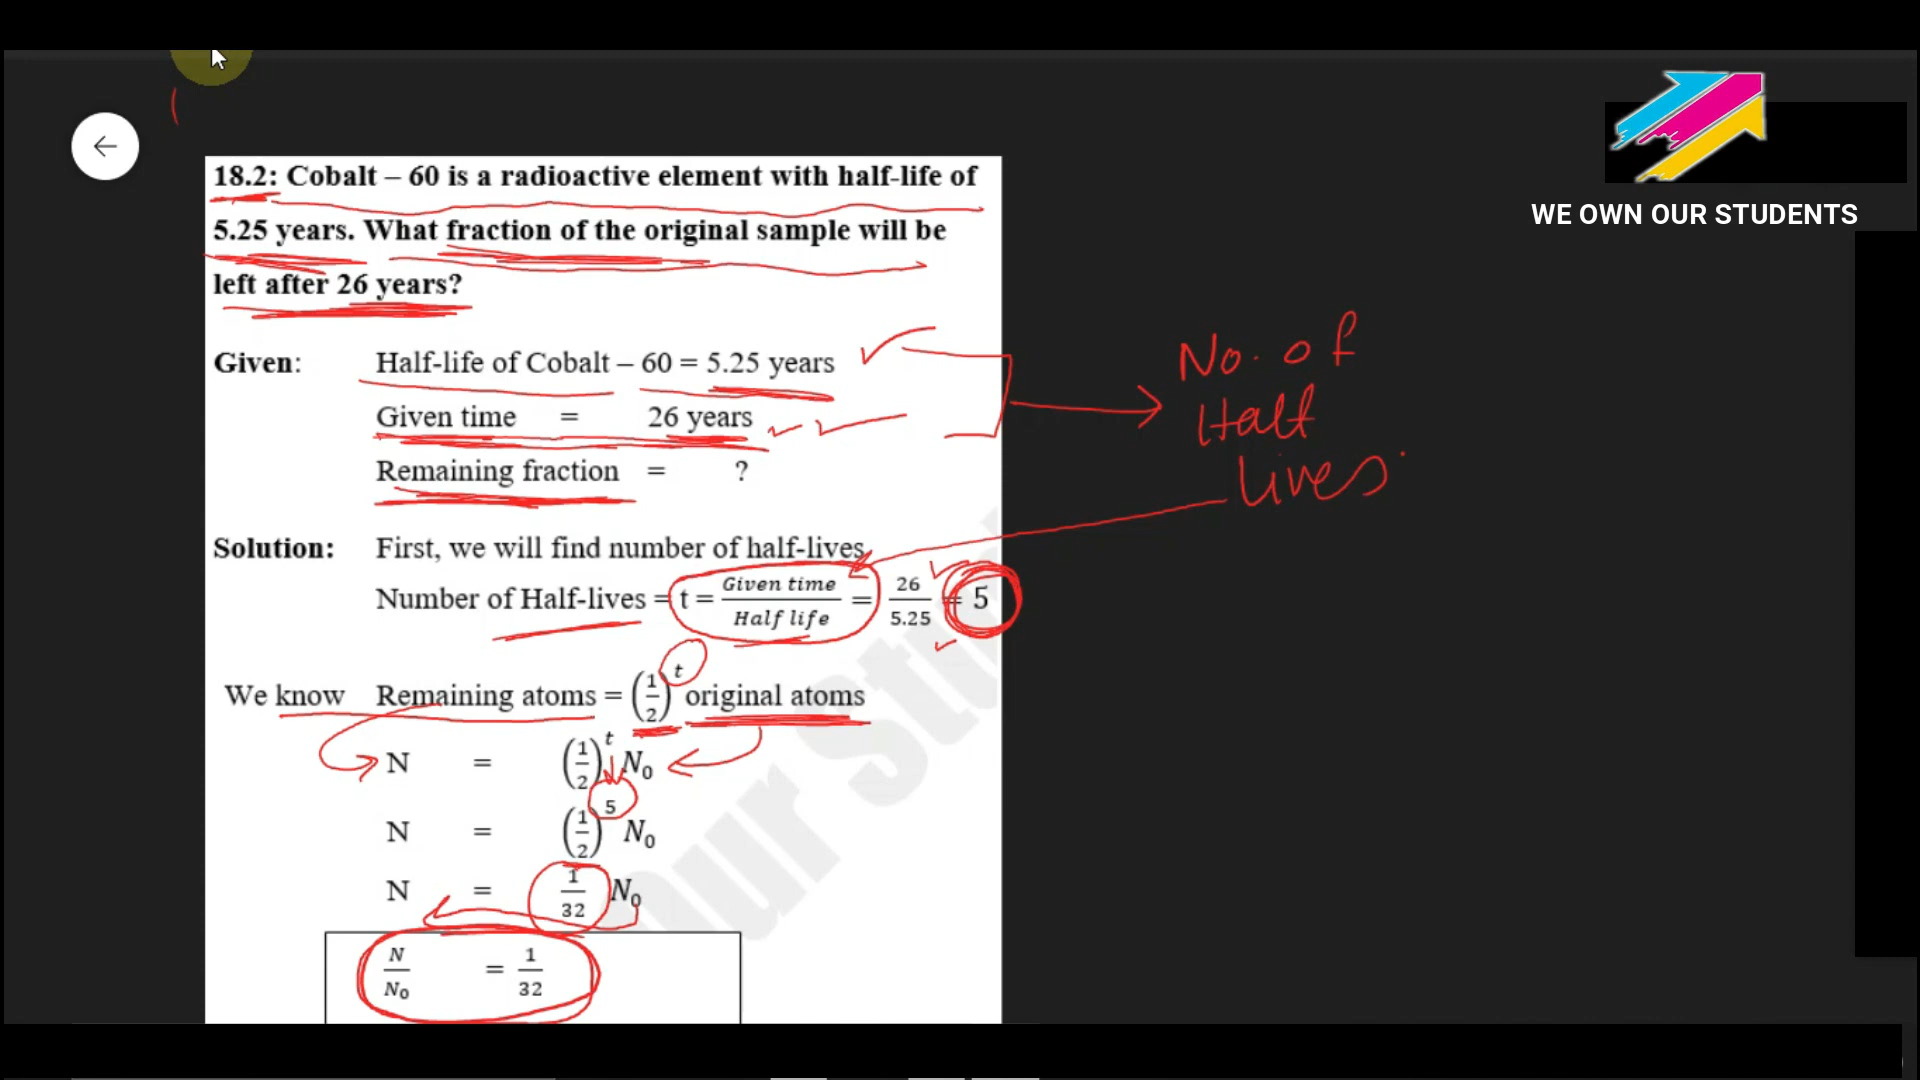 WE OWN OUR STUDENTS
18.2: Cobalt – 60 is a radioactive element with half-life of
5.25 years. What fraction of the original sample will be
left after 26 years?
Given: Half-life of Cobalt – 60 = 5.25 years
Given time = 26 years
Remaining fraction = ?
No. of
Half
lives
Solution: First, we will find number of half-lives
Number of Half-lives = t = Given time / Half life = 26 / 5.25 = 5
We know Remaining atoms = (1/2)^t original atoms
N = (1/2)^t N₀
N = (1/2)^5 N₀
N = 1/32 N₀
N/N₀ = 1/32